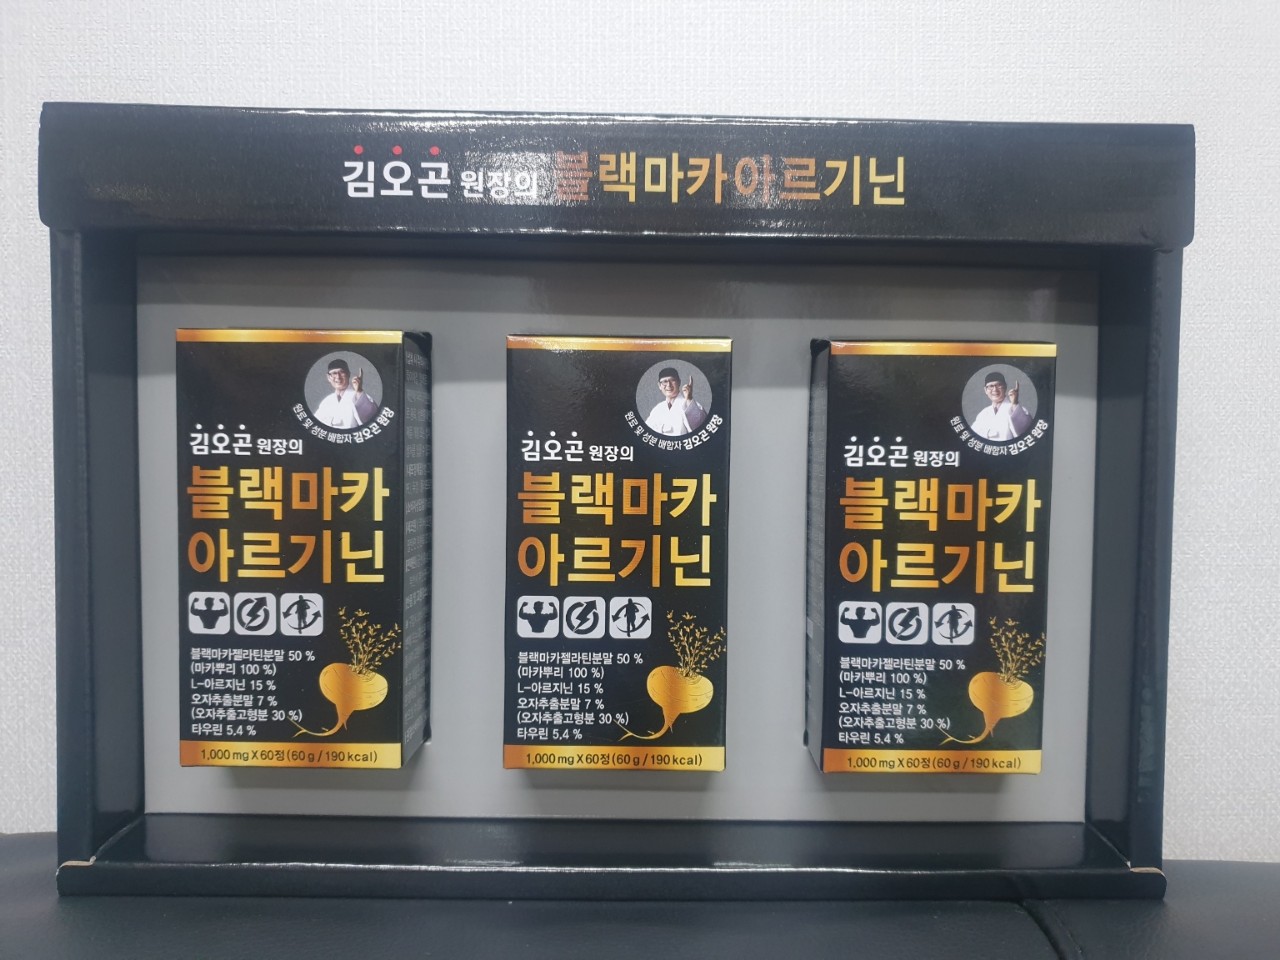 김오곤 원장의 블랙마카아르기닌
원료 및 성분 배합자 김오곤 원장
김오곤 원장의
블랙마카
아르기닌
블랙마카젤라틴분말 50 %
(마카뿌리 100 %)
L-아르지닌 15 %
오자추출분말 7 %
(오자추출고형분 30 %)
타우린 5.4 %
1,000 mg X 60정 (60 g / 190 kcal)
원료 및 성분 배합자 김오곤 원장
김오곤 원장의
블랙마카
아르기닌
블랙마카젤라틴분말 50 %
(마카뿌리 100 %)
L-아르지닌 15 %
오자추출분말 7 %
(오자추출고형분 30 %)
타우린 5.4 %
1,000 mg X 60정 (60 g / 190 kcal)
원료 및 성분 배합자 김오곤 원장
김오곤 원장의
블랙마카
아르기닌
블랙마카젤라틴분말 50 %
(마카뿌리 100 %)
L-아르지닌 15 %
오자추출분말 7 %
(오자추출고형분 30 %)
타우린 5.4 %
1,000 mg X 60정 (60 g / 190 kcal)